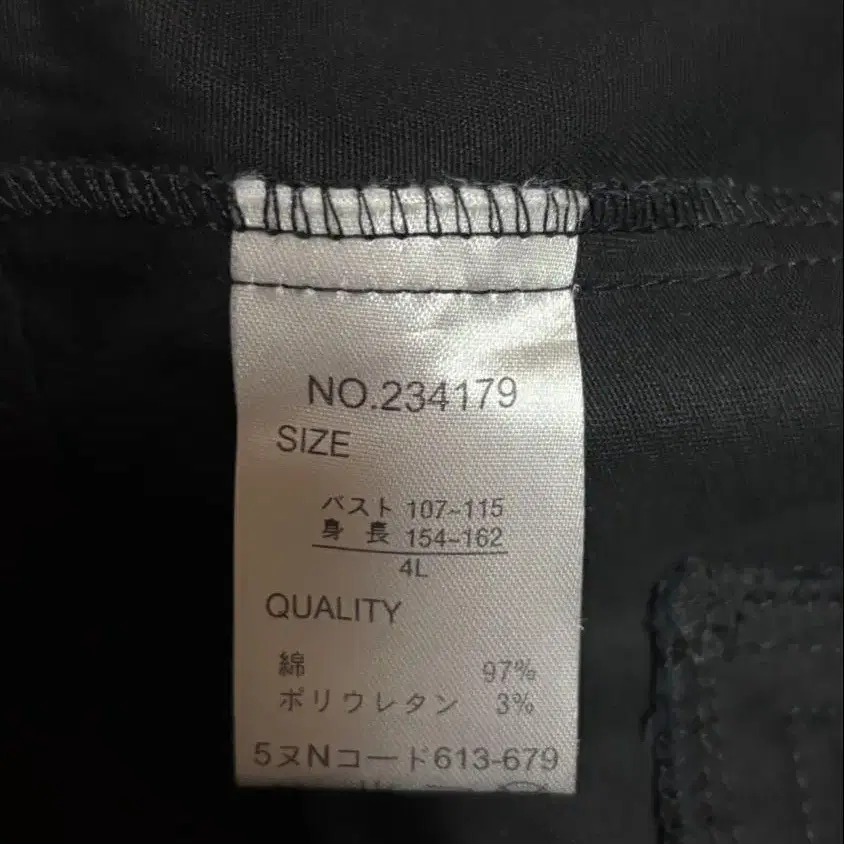 NO.234179
SIZE
バスト 107~115
身 長 154~162
4L
QUALITY
綿 97%
ポリウレタン 3%
5ヌNコード613-679